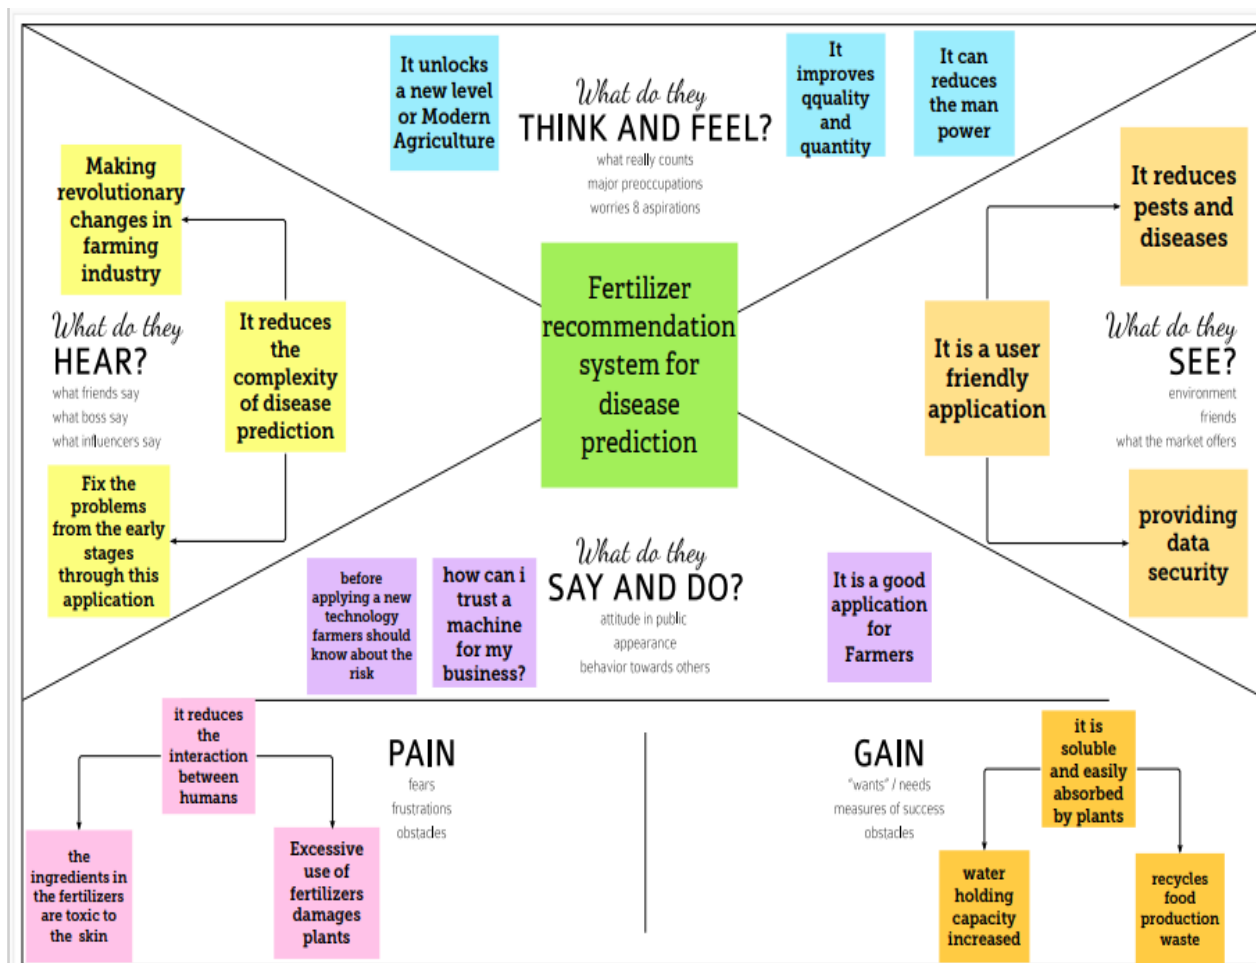 It unlocks
a new level
or Modern
Agriculture
What do they
THINK AND FEEL?
what really counts
major preoccupations
worries 8 aspirations
It
improves
qquality
and
quantity
It can
reduces
the man
power
Making
revolutionary
changes in
farming
industry
What do they
HEAR?
what friends say
what boss say
what influencers say
It reduces
the
complexity
of disease
prediction
Fix the
problems
from the early
stages
through this
application
Fertilizer
recommendation
system for
disease
prediction
It reduces
pests and
diseases
It is a user
friendly
application
What do they
SEE?
environment
friends
what the market offers
providing
data
security
before
applying a new
technology
farmers should
know about the
risk
how can i
trust a
machine
for my
business?
What do they
SAY AND DO?
attitude in public
appearance
behavior towards others
It is a good
application
for
Farmers
it reduces
the
interaction
between
humans
PAIN
fears
frustrations
obstacles
the
ingredients in
the fertilizers
are toxic to
the skin
Excessive
use of
fertilizers
damages
plants
GAIN
"wants" / needs
measures of success
obstacles
it is
soluble
and easily
absorbed
by plants
water
holding
capacity
increased
recycles
food
production
waste